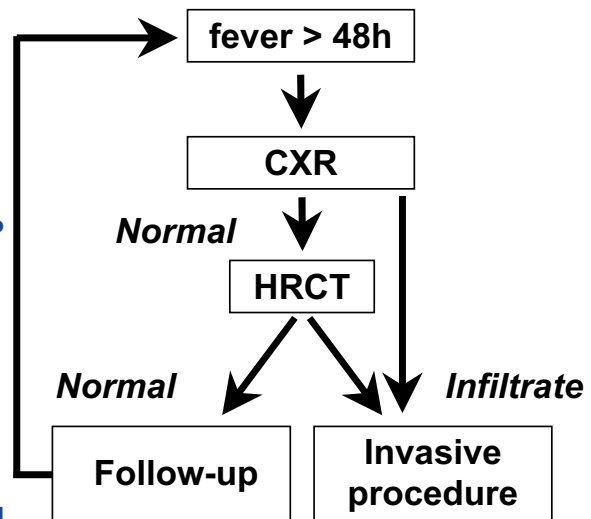 fever > 48h
CXR
Normal
HRCT
Normal
Infiltrate
Follow-up
Invasive
procedure